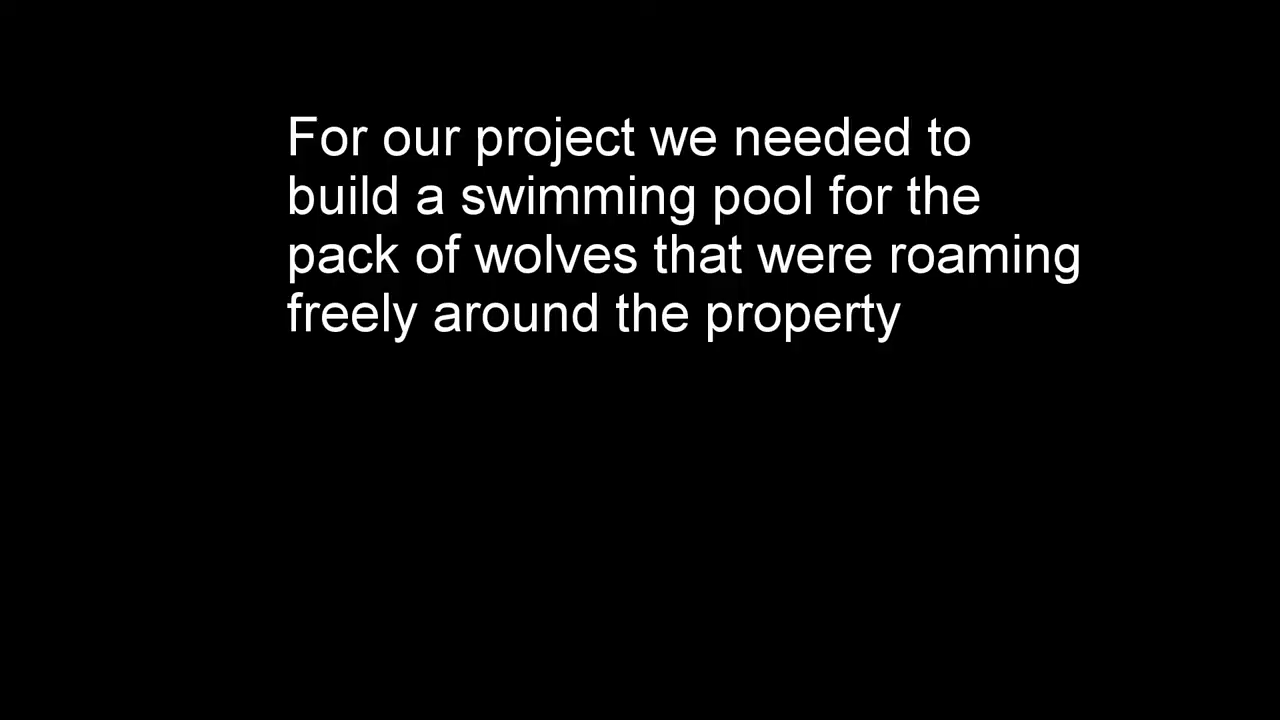 For our project we needed to
build a swimming pool for the
pack of wolves that were roaming
freely around the property